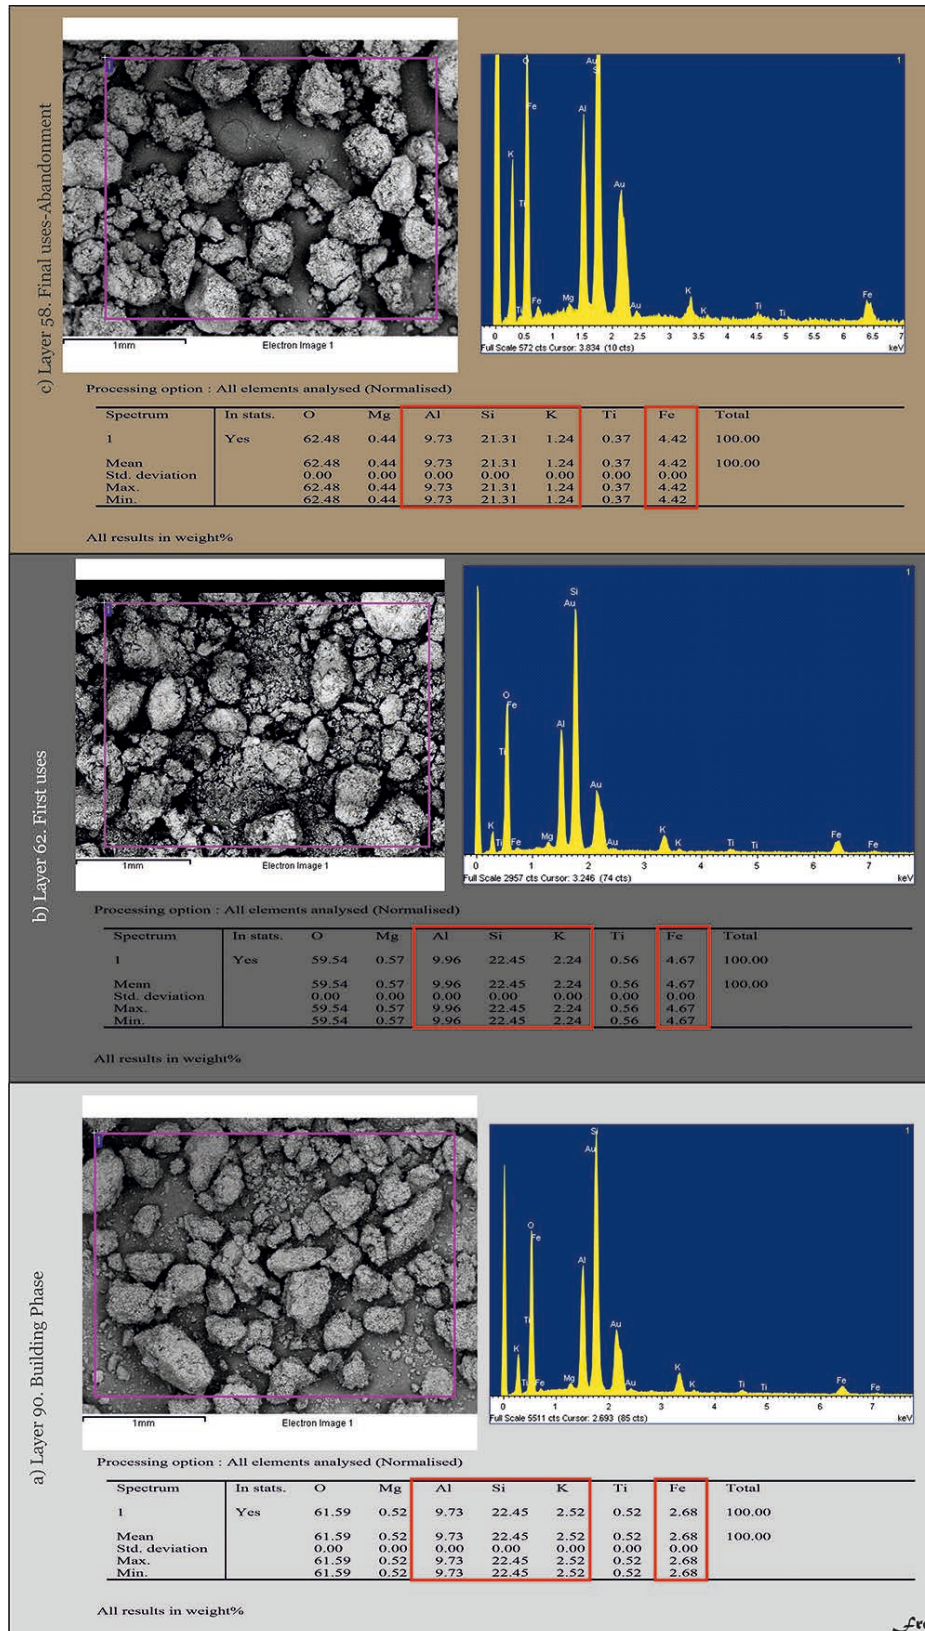 c) Layer 58. Final uses-Abandonment
1
1mm
Electron Image 1
1
O
Fe
K
Ti
Ti
Fe
Mg
Al
Au
S
Au
Au
K
K
Ti
Ti
Fe
0 0.5 1 1.5 2 2.5 3 3.5 4 4.5 5 5.5 6 6.5 7
Full Scale 572 cts Cursor: 3.834 (10 cts) keV
Processing option : All elements analysed (Normalised)
Spectrum In stats. O Mg Al Si K Ti Fe Total
1 Yes 62.48 0.44 9.73 21.31 1.24 0.37 4.42 100.00
Mean 62.48 0.44 9.73 21.31 1.24 0.37 4.42 100.00
Std. deviation 0.00 0.00 0.00 0.00 0.00 0.00 0.00
Max. 62.48 0.44 9.73 21.31 1.24 0.37 4.42
Min. 62.48 0.44 9.73 21.31 1.24 0.37 4.42
All results in weight%
b) Layer 62. First uses
1
1mm
Electron Image 1
1
O
Fe
Ti
K
Ti
Fe
Mg
Al
Si
Au
Au
Au
K
K
Ti
Ti
Fe
Fe
0 1 2 3 4 5 6 7
Full Scale 2957 cts Cursor: 3.246 (74 cts) keV
Processing option : All elements analysed (Normalised)
Spectrum In stats. O Mg Al Si K Ti Fe Total
1 Yes 59.54 0.57 9.96 22.45 2.24 0.56 4.67 100.00
Mean 59.54 0.57 9.96 22.45 2.24 0.56 4.67 100.00
Std. deviation 0.00 0.00 0.00 0.00 0.00 0.00 0.00
Max. 59.54 0.57 9.96 22.45 2.24 0.56 4.67
Min. 59.54 0.57 9.96 22.45 2.24 0.56 4.67
All results in weight%
a) Layer 90. Building Phase
1
1mm
Electron Image 1
1
O
Fe
Ti
K
Ti
Fe
Mg
Al
Si
Au
Au
Au
K
K
Ti
Ti
Fe
Fe
0 1 2 3 4 5 6 7
Full Scale 5511 cts Cursor: 2.693 (85 cts) keV
Processing option : All elements analysed (Normalised)
Spectrum In stats. O Mg Al Si K Ti Fe Total
1 Yes 61.59 0.52 9.73 22.45 2.52 0.52 2.68 100.00
Mean 61.59 0.52 9.73 22.45 2.52 0.52 2.68 100.00
Std. deviation 0.00 0.00 0.00 0.00 0.00 0.00 0.00
Max. 61.59 0.52 9.73 22.45 2.52 0.52 2.68
Min. 61.59 0.52 9.73 22.45 2.52 0.52 2.68
All results in weight%